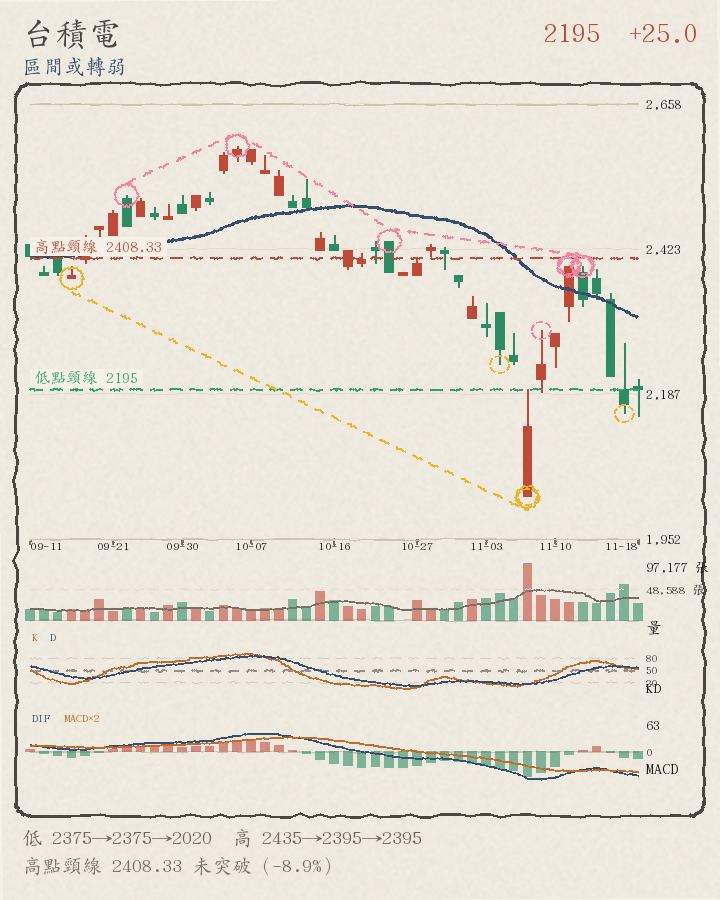 台積電
2195 +25.0
區間或轉弱
2,658
高點頸線 2408.33
2,423
低點頸線 2195
2,187
1,952
09-11 09-21 09-30 10-07 10-16 10-27 11-03 11-10 11-18
97,177 張
48,588 張
量
K D
80
50
20
KD
DIF MACD×2
63
0
MACD
低 2375→2375→2020 高 2435→2395→2395
高點頸線 2408.33 未突破 (-8.9%)